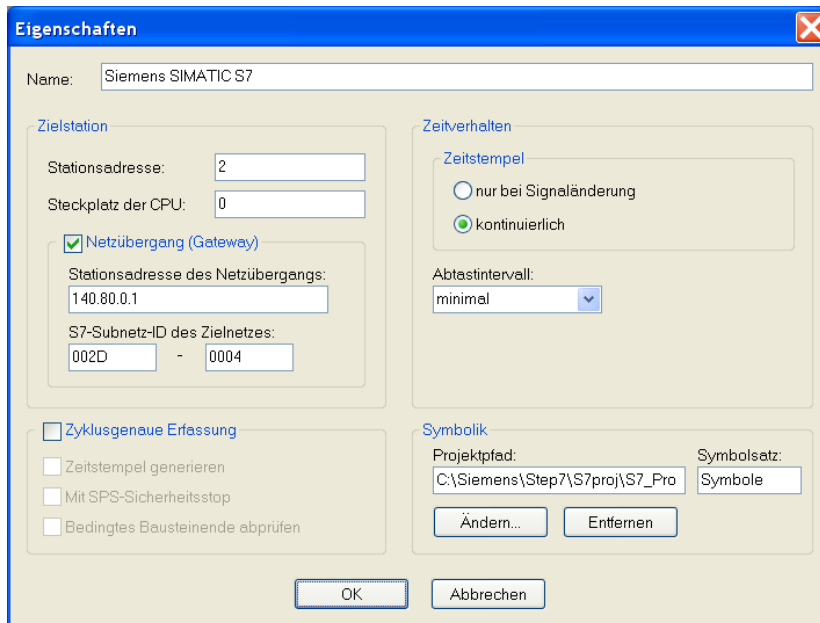 Eigenschaften
Name: Siemens SIMATIC S7
Zielstation
Stationsadresse: 2
Steckplatz der CPU: 0
Netzübergang (Gateway)
Stationsadresse des Netzübergangs:
140.80.0.1
S7-Subnetz-ID des Zielnetzes:
002D - 0004
Zeitverhalten
Zeitstempel
nur bei Signaländerung
kontinuierlich
Abtastintervall:
minimal
Zyklusgenaue Erfassung
Zeitstempel generieren
Mit SPS-Sicherheitsstop
Bedingtes Bausteinende abprüfen
Symbolik
Projektpfad: Symbolsatz:
C:\Siemens\Step7\S7proj\S7_Pro Symbole
Ändern... Entfernen
OK Abbrechen